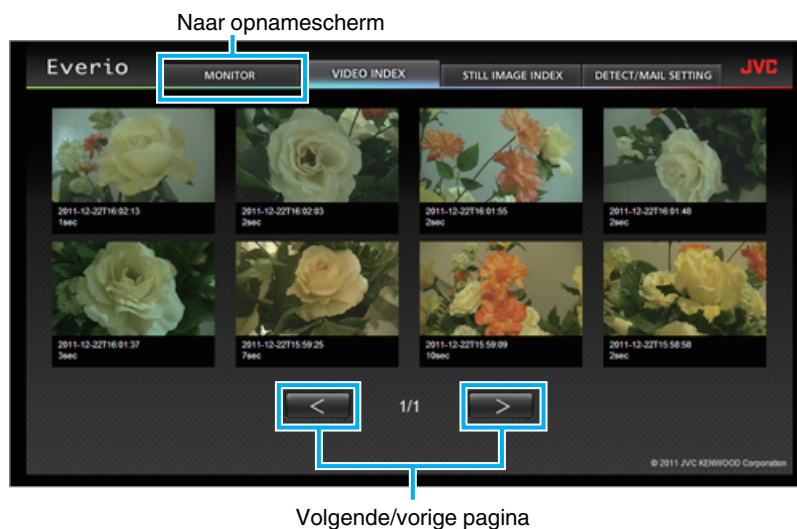 Naar opnamescherm
Everio
MONITOR
VIDEO INDEX
STILL IMAGE INDEX
DETECT/MAIL SETTING
JVC
2011-12-22T16:02:13
1sec
2011-12-22T16:02:03
2sec
2011-12-22T16:01:55
2sec
2011-12-22T16:01:48
2sec
2011-12-22T16:01:37
3sec
2011-12-22T15:59:25
7sec
2011-12-22T15:59:09
10sec
2011-12-22T15:58:58
2sec
<
1/1
>
© 2011 JVC KENWOOD Corporation
Volgende/vorige pagina